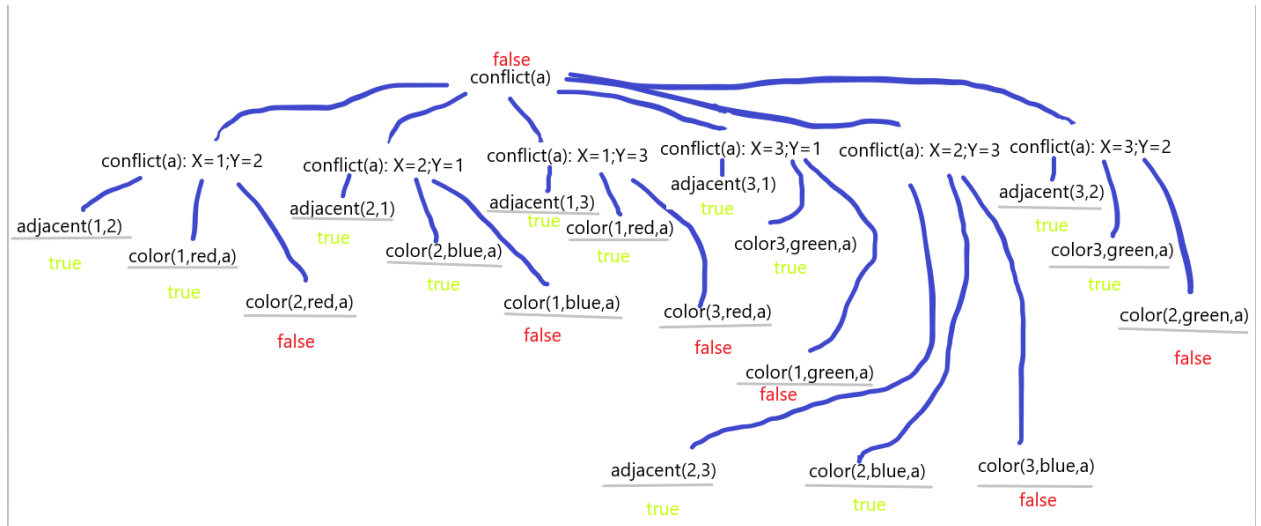 false
conflict(a)
conflict(a): X=1;Y=2
conflict(a): X=2;Y=1
conflict(a): X=1;Y=3
conflict(a): X=3;Y=1
conflict(a): X=2;Y=3
conflict(a): X=3;Y=2
adjacent(1,2)
true
color(1,red,a)
true
color(2,red,a)
false
adjacent(2,1)
true
color(2,blue,a)
true
color(1,blue,a)
false
adjacent(1,3)
true
color(1,red,a)
true
color(3,red,a)
false
adjacent(3,1)
true
color3,green,a)
true
color(1,green,a)
false
adjacent(2,3)
true
color(2,blue,a)
true
color(3,blue,a)
false
adjacent(3,2)
true
color3,green,a)
true
color(2,green,a)
false